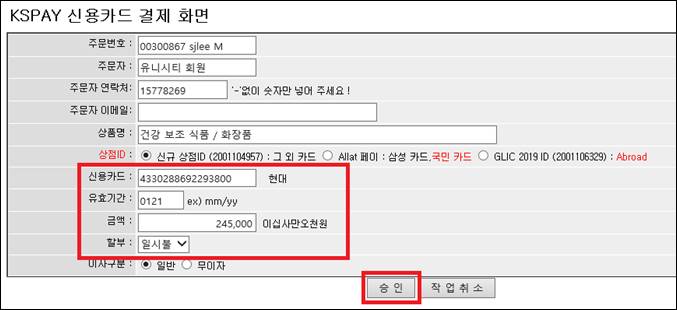 KSPAY 신용카드 결제 화면
주문번호 : 00300867 sjlee M
주문자 : 유니시티 회원
주문자 연락처: 15778269 '-'없이 숫자만 넣어 주세요 !
주문자 이메일:
상품명 : 건강 보조 식품 / 화장품
상점ID : 신규 상점ID (2001104957) : 그 외 카드 Allat 페이 : 삼성 카드,국민 카드 GLIC 2019 ID (2001106329) : Abroad
신용카드 : 4330288692293800 현대
유효기간 : 0121 ex) mm/yy
금액 : 245,000 이십사만오천원
할부 : 일시불
이자구분 : 일반 무이자
승 인 작 업 취 소